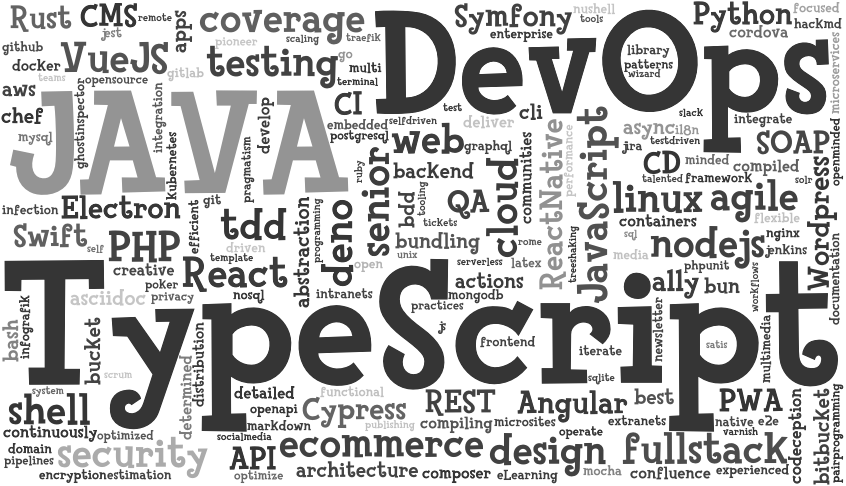 Rust
CMS
remote
jest
apps
coverage
pioneer
scaling
traefik
go
Symfony
enterprise
nushell
tools
Python
cordova
focused
hackMd
github
docker
VueJS
teams
opensource
gitlab
testing
multi
terminal
DevOps
library
patterns
wizard
microservices
aws
chef
mysql
JAVA
ghostinspector
integration
kubernetes
develop
pragmatism
CI
embedded
postgresql
selfdriven
test
deliver
cli
slack
integrate
async
i18n
testdriven
jira
SOAP
openminded
web
graphql
backend
ruby
senior
communities
cloud
ReactNative
performance
JavaScript
CD
minded
compiled
talented
framework
solr
infection
Electron
git
efficient
tdd
driven
template
abstraction
programming
deno
bdd
tooling
QA
tickets
bundling
unix
rome
treeshaking
linux
agile
containers
flexible
sql
nodejs
nginx
jenkins
Wordpress
documentation
Swift
self
PHP
creative
poker
privacy
React
nosql
open
intranets
serverless
latex
actions
mongodb
practices
media
phpunit
a11y
bun
workflows
TypeScript
asciidoc
bash
infografik
bucket
js
frontend
iterate
sqlite
newsletter
satis
multimedia
scrum
system
determined
distribution
shell
continuously
optimized
domain
pipelines
security
encryption
estimation
detailed
openapi
markdown
socialmedia
functional
Cypress
publishing
REST
compiling
microsites
Angular
operate
best
extranets
PWA
native
e2e
varnish
codeception
bitbucket
pairprogramming
API
optimize
ecommerce
architecture
composer
design
eLearning
mocha
fullstack
confluence
experienced